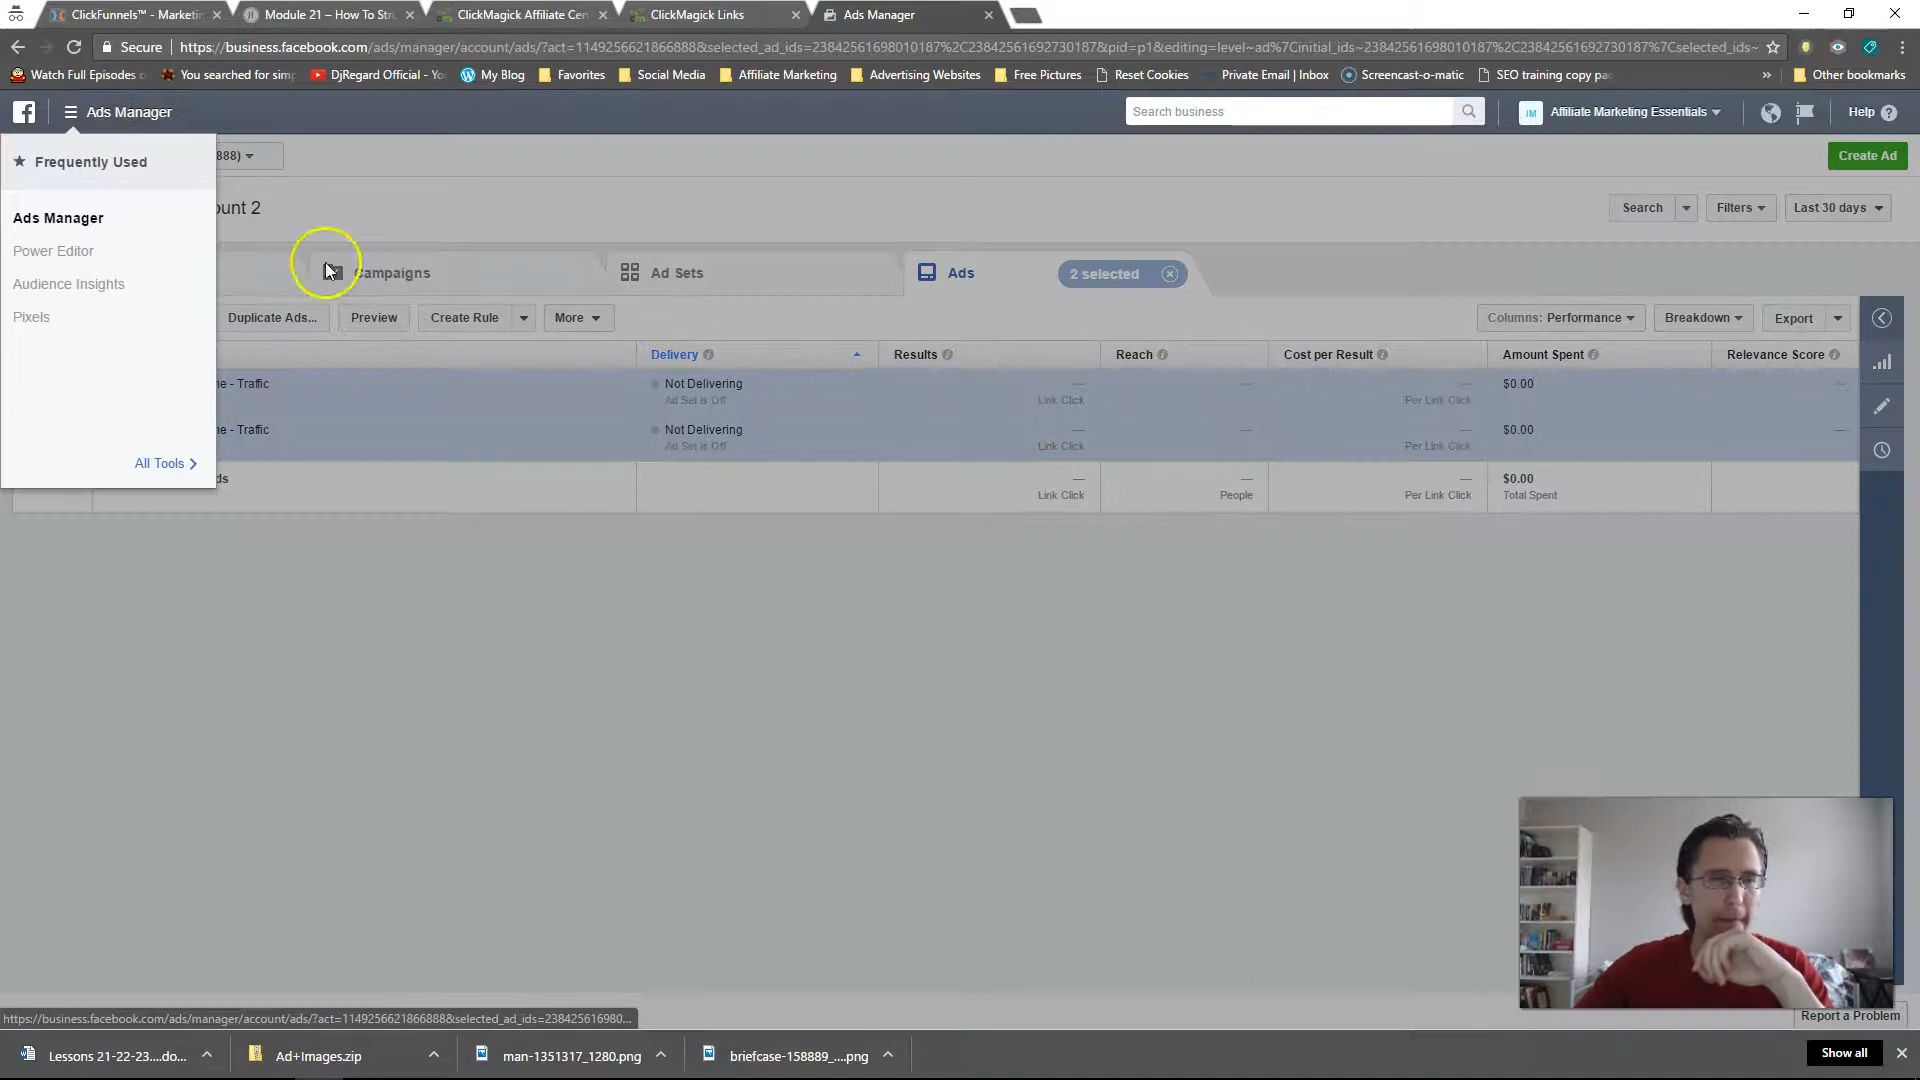 ClickFunnels™ - Marketin
Module 21 – How To Stru
ClickMagick Affiliate Cen
ClickMagick Links
Ads Manager
Secure
https://business.facebook.com/ads/manager/account/ads/?act=1149256621866888&selected_ad_ids=23842561698010187%2C23842561692730187&pid=p1&editing=level~ad%7Cinitial_ids~23842561698010187%2C23842561692730187%7Cselected_ids~
Watch Full Episodes o
You searched for simp
DjRegard Official - Yo
My Blog
Favorites
Social Media
Affiliate Marketing
Advertising Websites
Free Pictures
Reset Cookies
Private Email | Inbox
Screencast-o-matic
SEO training copy pa
»
Other bookmarks
Ads Manager
Search business
IM
Affiliate Marketing Essentials
Help
Frequently Used
Ads Manager
Power Editor
Audience Insights
Pixels
All Tools
888)
Create Ad
ount 2
Search
Filters
Last 30 days
Campaigns
Ad Sets
Ads
2 selected
Duplicate Ads...
Preview
Create Rule
More
Columns: Performance
Breakdown
Export
Delivery
Results
Reach
Cost per Result
Amount Spent
Relevance Score
ne - Traffic
Not Delivering
— — — $0.00 —
Ad Set is Off
Link Click
Per Link Click
ne - Traffic
Not Delivering
— — — $0.00 —
Ad Set is Off
Link Click
Per Link Click
ds
— — — $0.00
Link Click
People
Per Link Click
Total Spent
Report a Problem
https://business.facebook.com/ads/manager/account/ads/?act=1149256621866888&selected_ad_ids=238425616980...
Lessons 21-22-23....do...
Ad+Images.zip
man-1351317_1280.png
briefcase-158889_....png
Show all